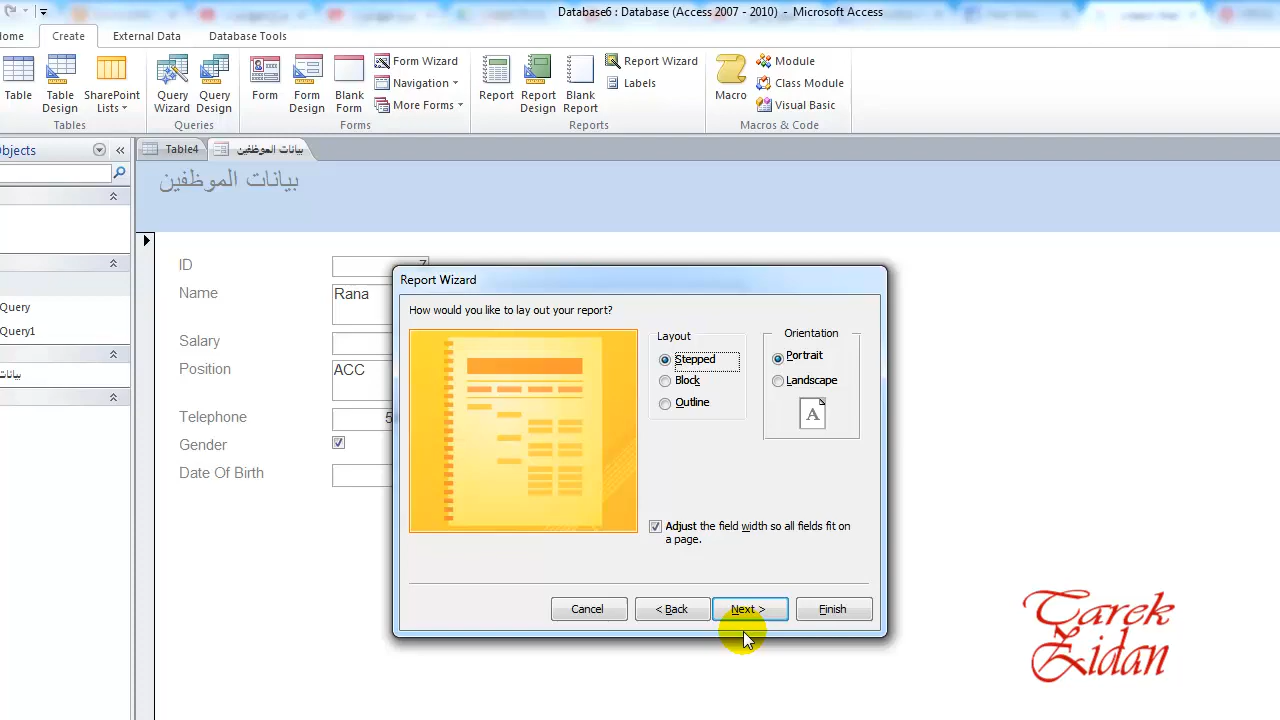 Database6 : Database (Access 2007 - 2010) - Microsoft Access
ome Create External Data Database Tools
Table Table Design SharePoint Lists
Query Wizard Query Design
Form Form Design Blank Form
Form Wizard
Navigation
More Forms
Report Report Design Blank Report
Report Wizard
Labels
Macro
Module
Class Module
Visual Basic
Tables Queries Forms Reports Macros & Code
Objects
Table4 بيانات الموظفين
بيانات الموظفين
Query
Query1
بيانات
ID 7
Name Rana
Salary
Position ACC
Telephone 5
Gender
Date Of Birth
Report Wizard
How would you like to lay out your report?
Layout
Stepped
Block
Outline
Orientation
Portrait
Landscape
A
Adjust the field width so all fields fit on
a page.
Cancel < Back Next > Finish
Tarek
Zidan